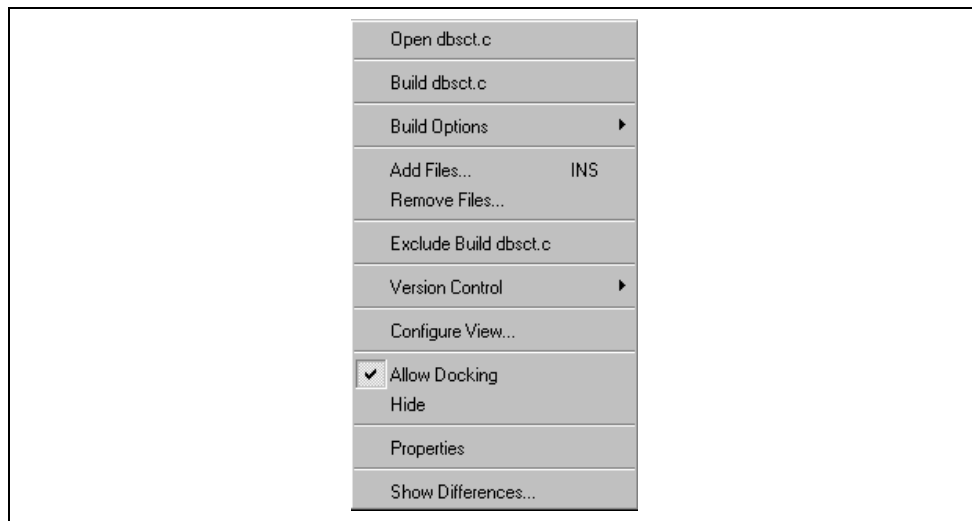 Open dbsct.c
Build dbsct.c
Build Options
Add Files... INS
Remove Files...
Exclude Build dbsct.c
Version Control
Configure View...
Allow Docking
Hide
Properties
Show Differences...